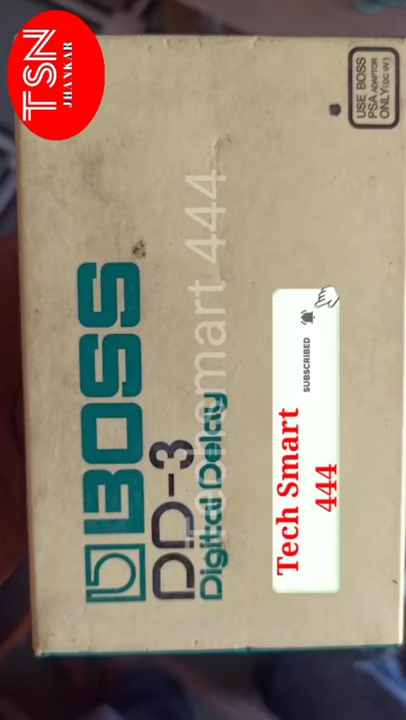 TSN
JHANKAR
USE BOSS
PSA ADAPTOR
ONLY (DC 9V)
BOSS
DD-3
Digital Delay
Tech smart 444
Tech Smart
444
SUBSCRIBED